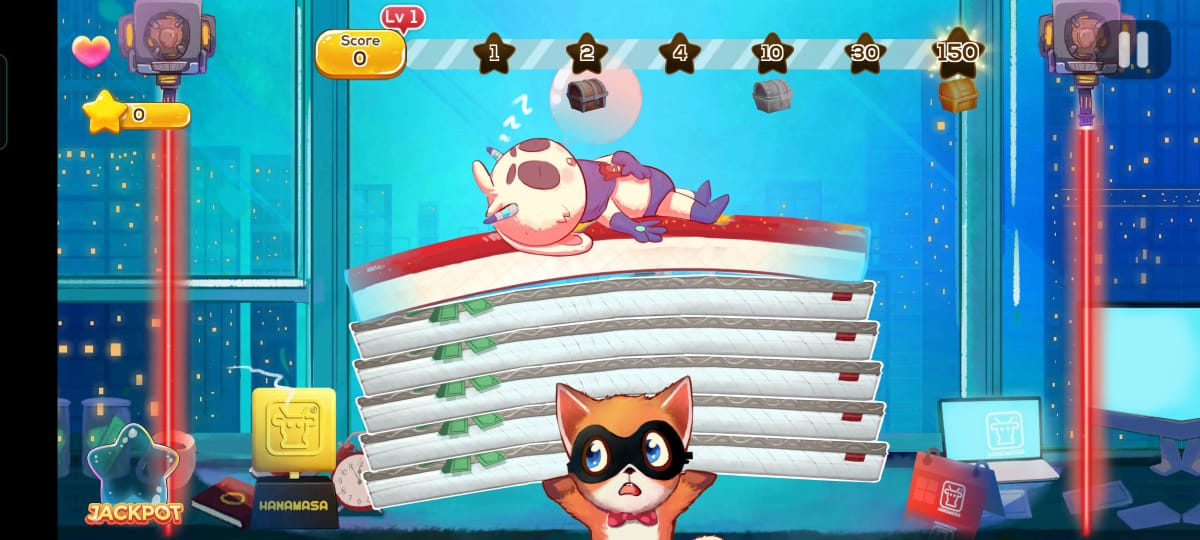 Lv 1
Score
0
1
2
4
10
30
150
0
z z z
JACKPOT
HANAMASA